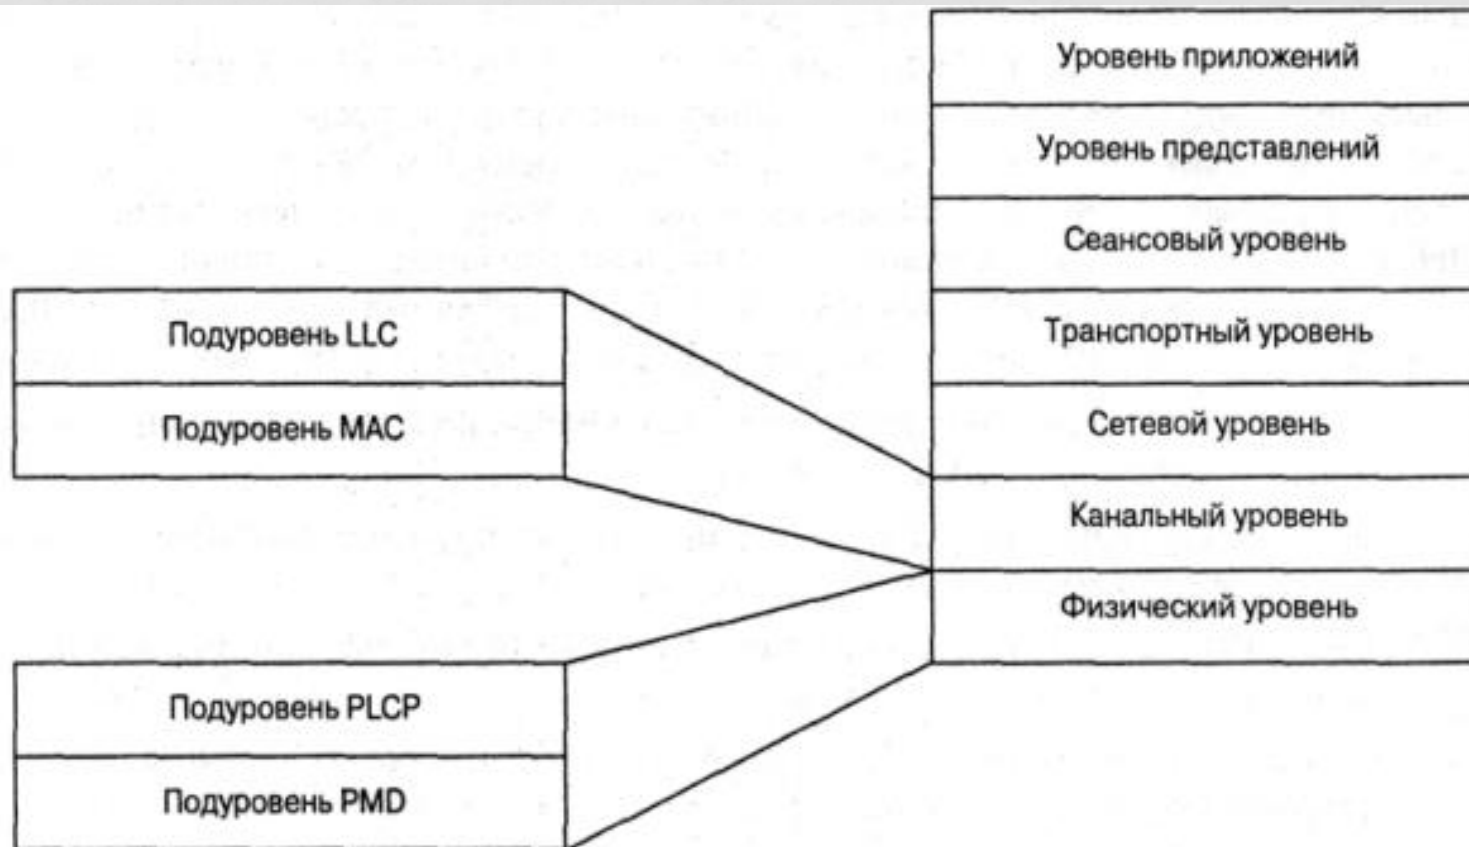 Уровень приложений
Уровень представлений
Сеансовый уровень
Транспортный уровень
Сетевой уровень
Канальный уровень
Физический уровень
Подуровень LLC
Подуровень MAC
Подуровень PLCP
Подуровень PMD